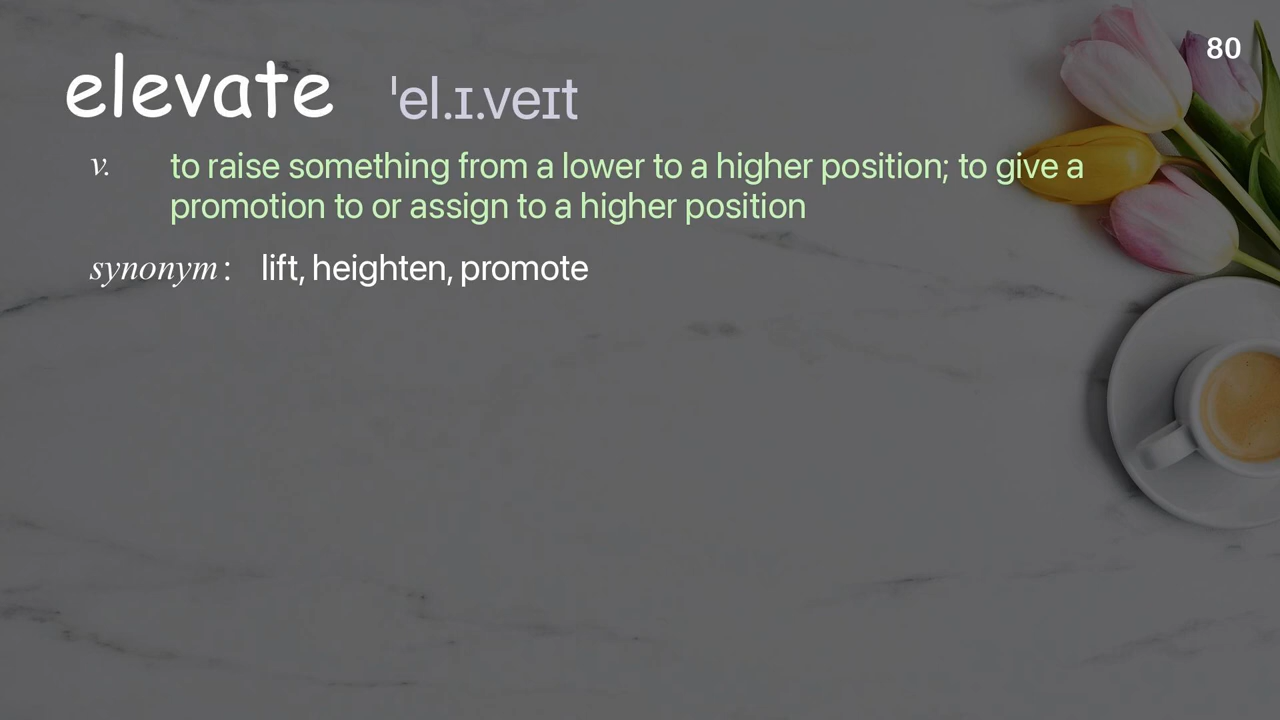 80
elevate ˈel.ɪ.veɪt
v. to raise something from a lower to a higher position; to give a
promotion to or assign to a higher position
synonym: lift, heighten, promote